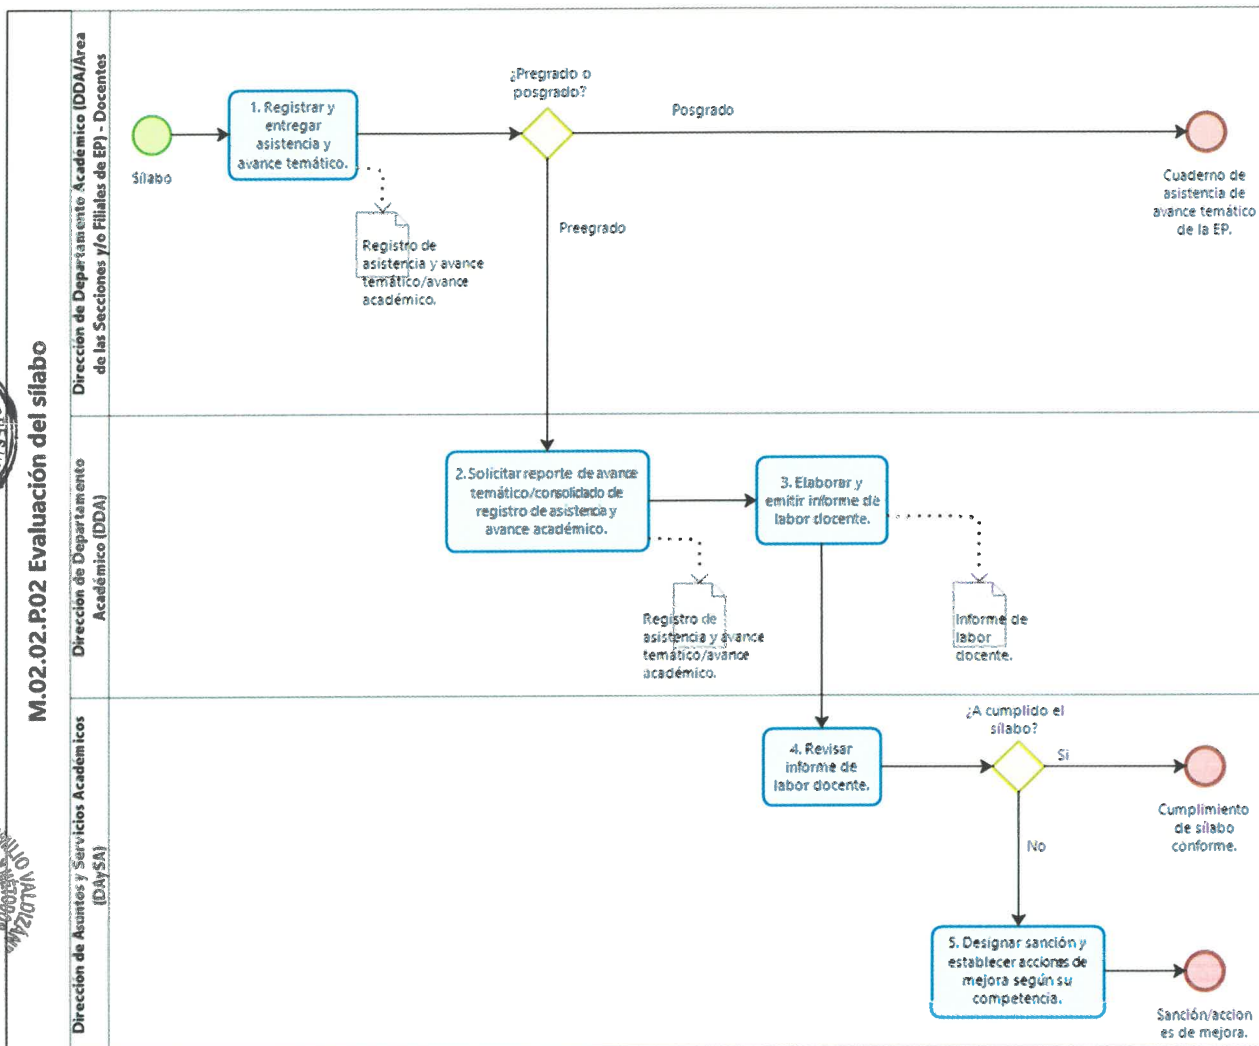 M.02.02.P.02 Evaluación del sílabo
Dirección de Departamento Académico (DDA/Área
de las Secciones y/o Filiales de EP) - Docentes
Sílabo
1. Registrar y
entregar
asistencia y
avance temático.
Registro de
asistencia y avance
temático/avance
académico.
¿Pregrado o
posgrado?
Posgrado
Preegrado
Cuaderno de
asistencia de
avance temático
de la EP.
Dirección de Departamento
Académico (DDA)
2. Solicitar reporte de avance
temático/consolidado de
registro de asistencia y
avance académico.
Registro de
asistencia y avance
temático/avance
académico.
3. Elaborar y
emitir informe de
labor docente.
Informe de
labor
docente.
Dirección de Asuntos y Servicios Académicos
(DAySA)
4. Revisar
informe de
labor docente.
¿A cumplido el
sílabo?
Si
No
Cumplimiento
de sílabo
conforme.
5. Designar sanción y
establecer acciones de
mejora según su
competencia.
Sanción/accion
es de mejora.